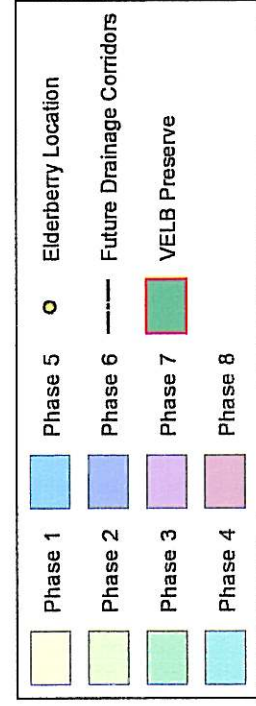 Phase 1
Phase 2
Phase 3
Phase 4
Phase 5
Phase 6
Phase 7
Phase 8
Elderberry Location
Future Drainage Corridors
VELB Preserve